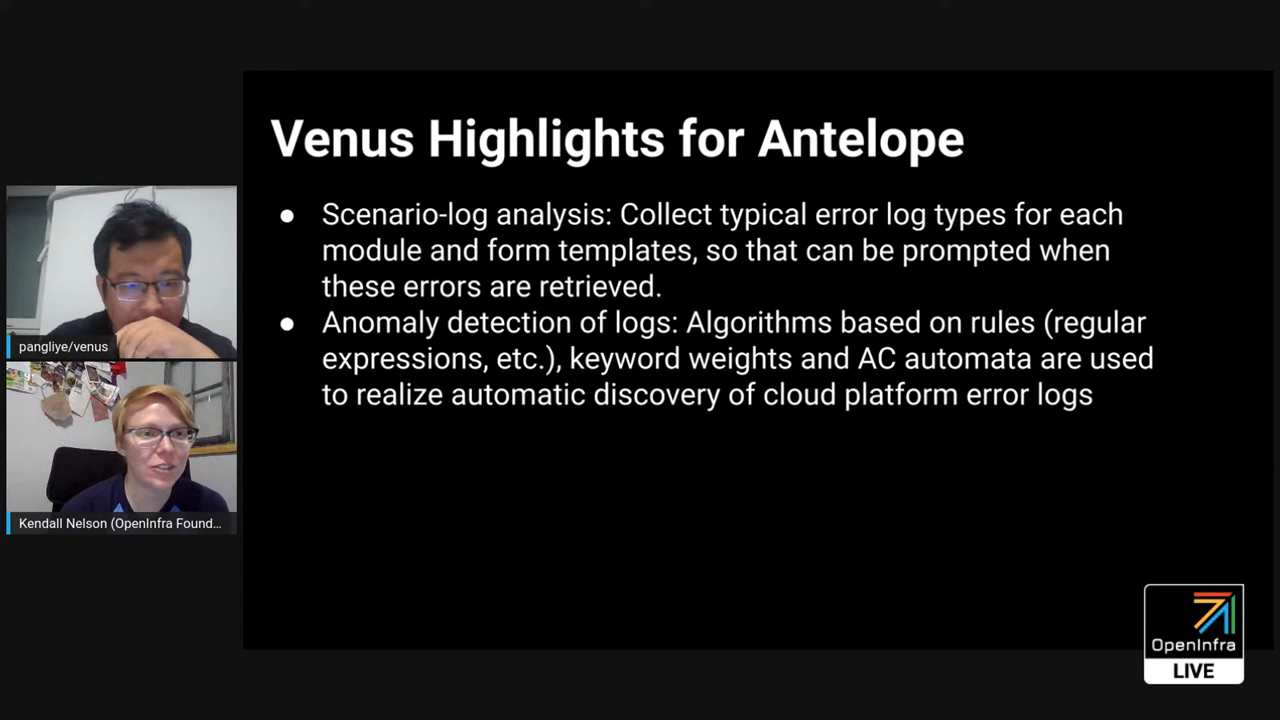 Venus Highlights for Antelope
● Scenario-log analysis: Collect typical error log types for each
module and form templates, so that can be prompted when
these errors are retrieved.
● Anomaly detection of logs: Algorithms based on rules (regular
expressions, etc.), keyword weights and AC automata are used
to realize automatic discovery of cloud platform error logs
pangliye/venus
Kendall Nelson (OpenInfra Found...
OpenInfra
LIVE